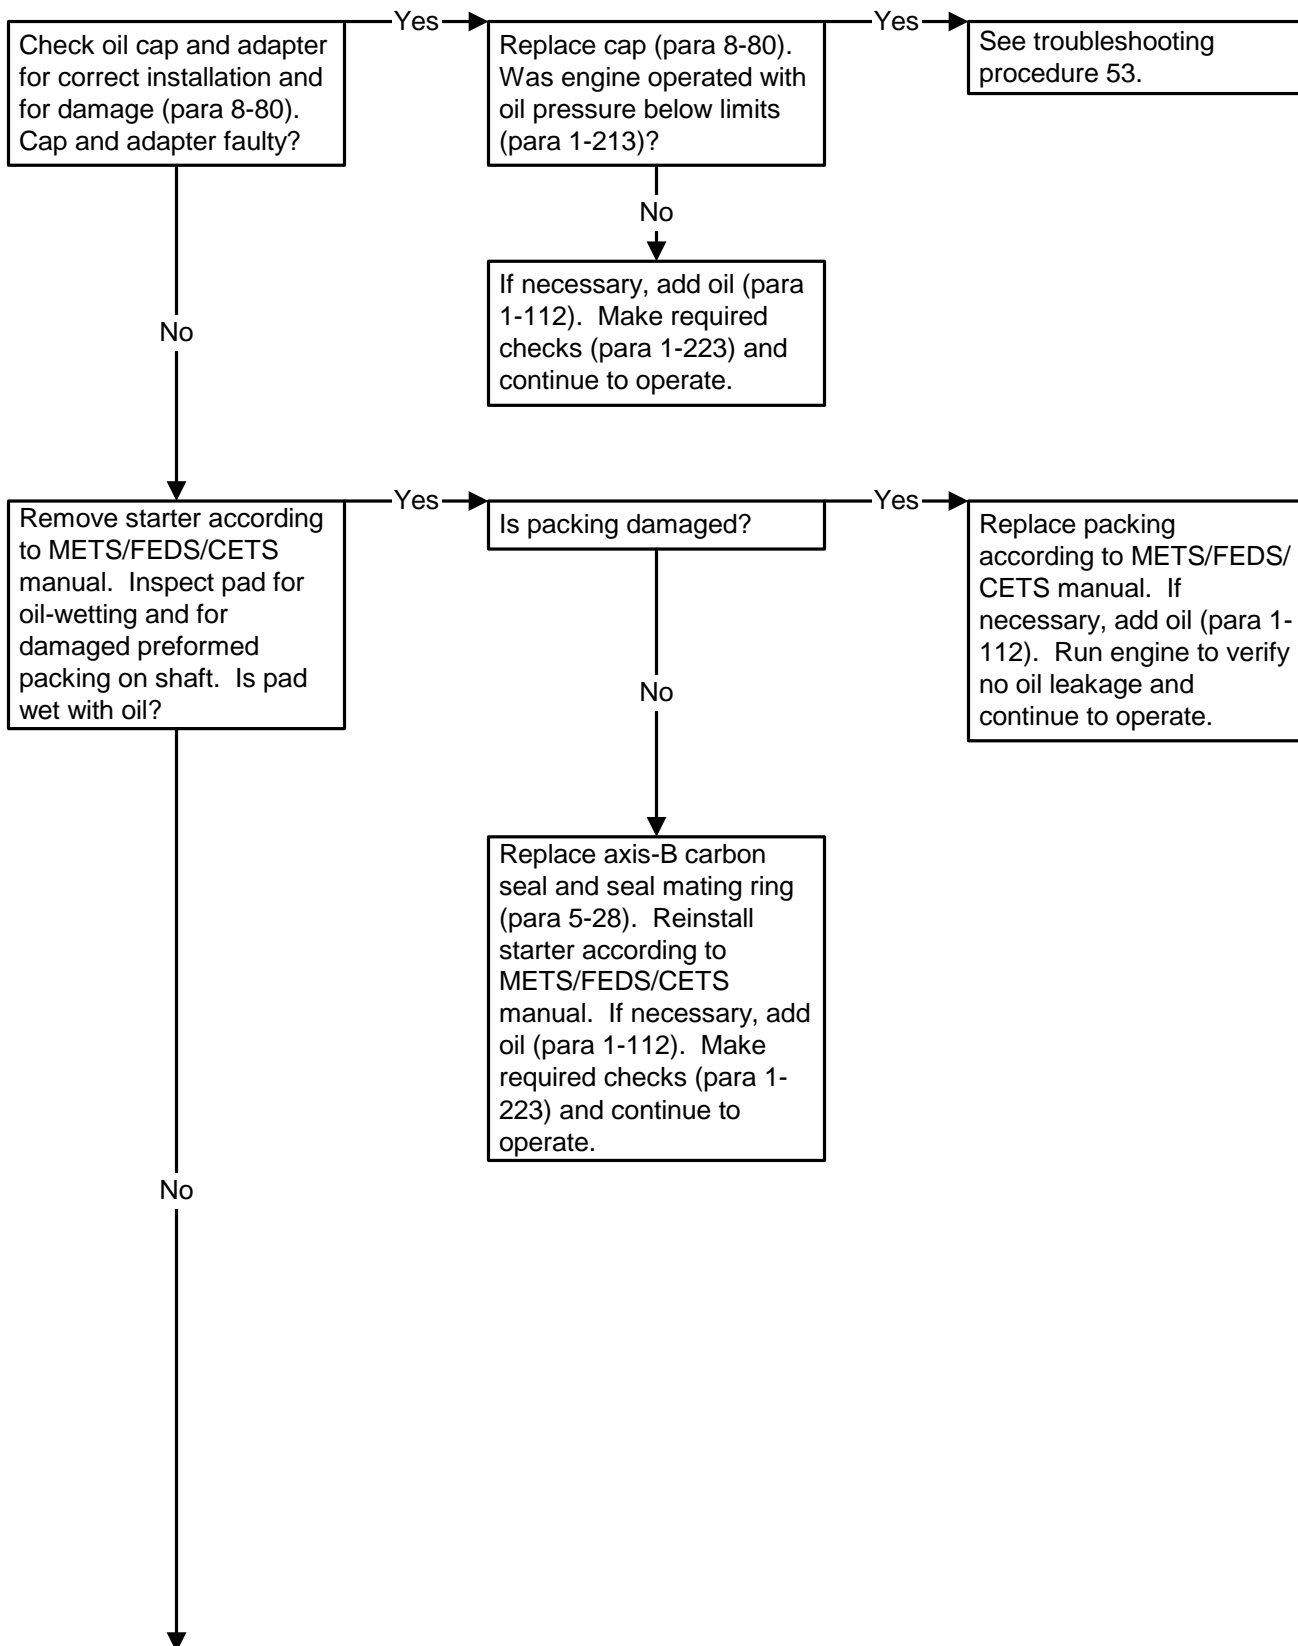 Check oil cap and adapter
for correct installation and
for damage (para 8-80).
Cap and adapter faulty?
Yes
Replace cap (para 8-80).
Was engine operated with
oil pressure below limits
(para 1-213)?
Yes
See troubleshooting
procedure 53.
No
If necessary, add oil (para
1-112).  Make required
checks (para 1-223) and
continue to operate.
No
Remove starter according
to METS/FEDS/CETS
manual.  Inspect pad for
oil-wetting and for
damaged preformed
packing on shaft.  Is pad
wet with oil?
Yes
Is packing damaged?
Yes
Replace packing
according to METS/FEDS/
CETS manual.  If
necessary, add oil (para 1-
112).  Run engine to verify
no oil leakage and
continue to operate.
No
Replace axis-B carbon
seal and seal mating ring
(para 5-28).  Reinstall
starter according to
METS/FEDS/CETS
manual.  If necessary, add
oil (para 1-112).  Make
required checks (para 1-
223) and continue to
operate.
No